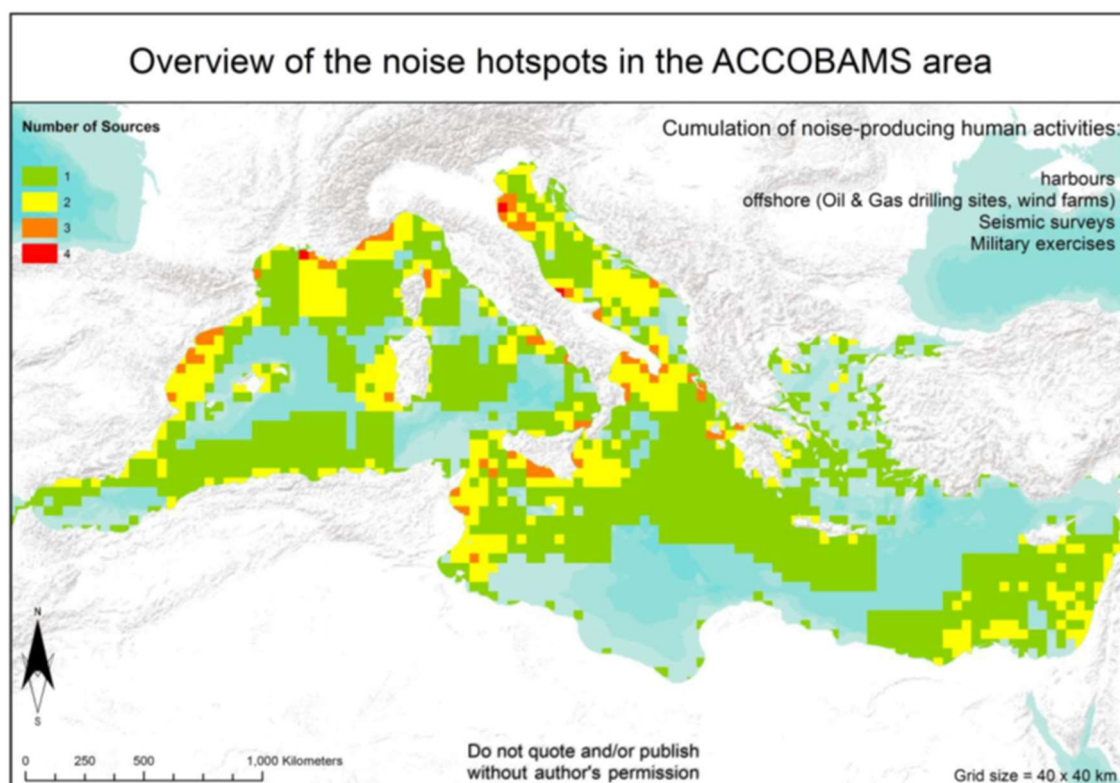 Overview of the noise hotspots in the ACCOBAMS area
Number of Sources
1
2
3
4
Cumulation of noise-producing human activities:
harbours
offshore (Oil & Gas drilling sites, wind farms)
Seismic surveys
Military exercises
N
S
0 250 500 1,000 Kilometers
Do not quote and/or publish
without author's permission
Grid size = 40 x 40 km